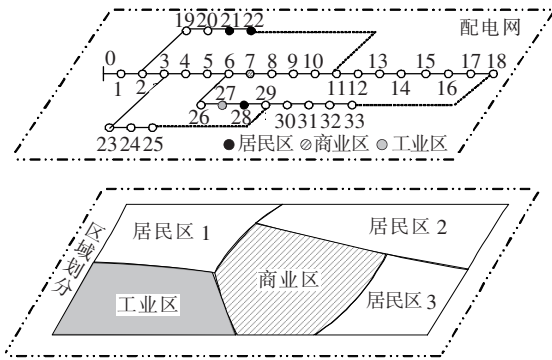 配电网
19 20 21 22
0
3 4 5 6 7 8 9 10 13 15 17 18
1 2 11 12 14 16
27 29
26 28 30 31 32 33
23 24 25
居民区 商业区 工业区
区域划分
居民区 1
居民区 2
商业区
工业区
居民区 3